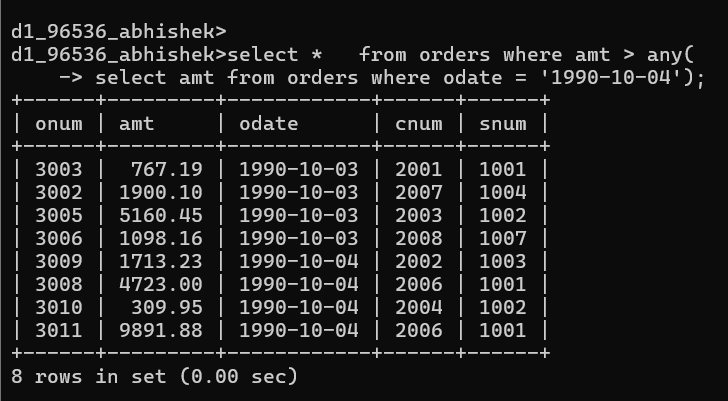 d1_96536_abhishek>
d1_96536_abhishek>select *   from orders where amt > any(
    -> select amt from orders where odate = '1990-10-04');
+------+---------+------------+------+------+
| onum | amt     | odate      | cnum | snum |
+------+---------+------------+------+------+
| 3003 |  767.19 | 1990-10-03 | 2001 | 1001 |
| 3002 | 1900.10 | 1990-10-03 | 2007 | 1004 |
| 3005 | 5160.45 | 1990-10-03 | 2003 | 1002 |
| 3006 | 1098.16 | 1990-10-03 | 2008 | 1007 |
| 3009 | 1713.23 | 1990-10-04 | 2002 | 1003 |
| 3008 | 4723.00 | 1990-10-04 | 2006 | 1001 |
| 3010 |  309.95 | 1990-10-04 | 2004 | 1002 |
| 3011 | 9891.88 | 1990-10-04 | 2006 | 1001 |
+------+---------+------------+------+------+
8 rows in set (0.00 sec)